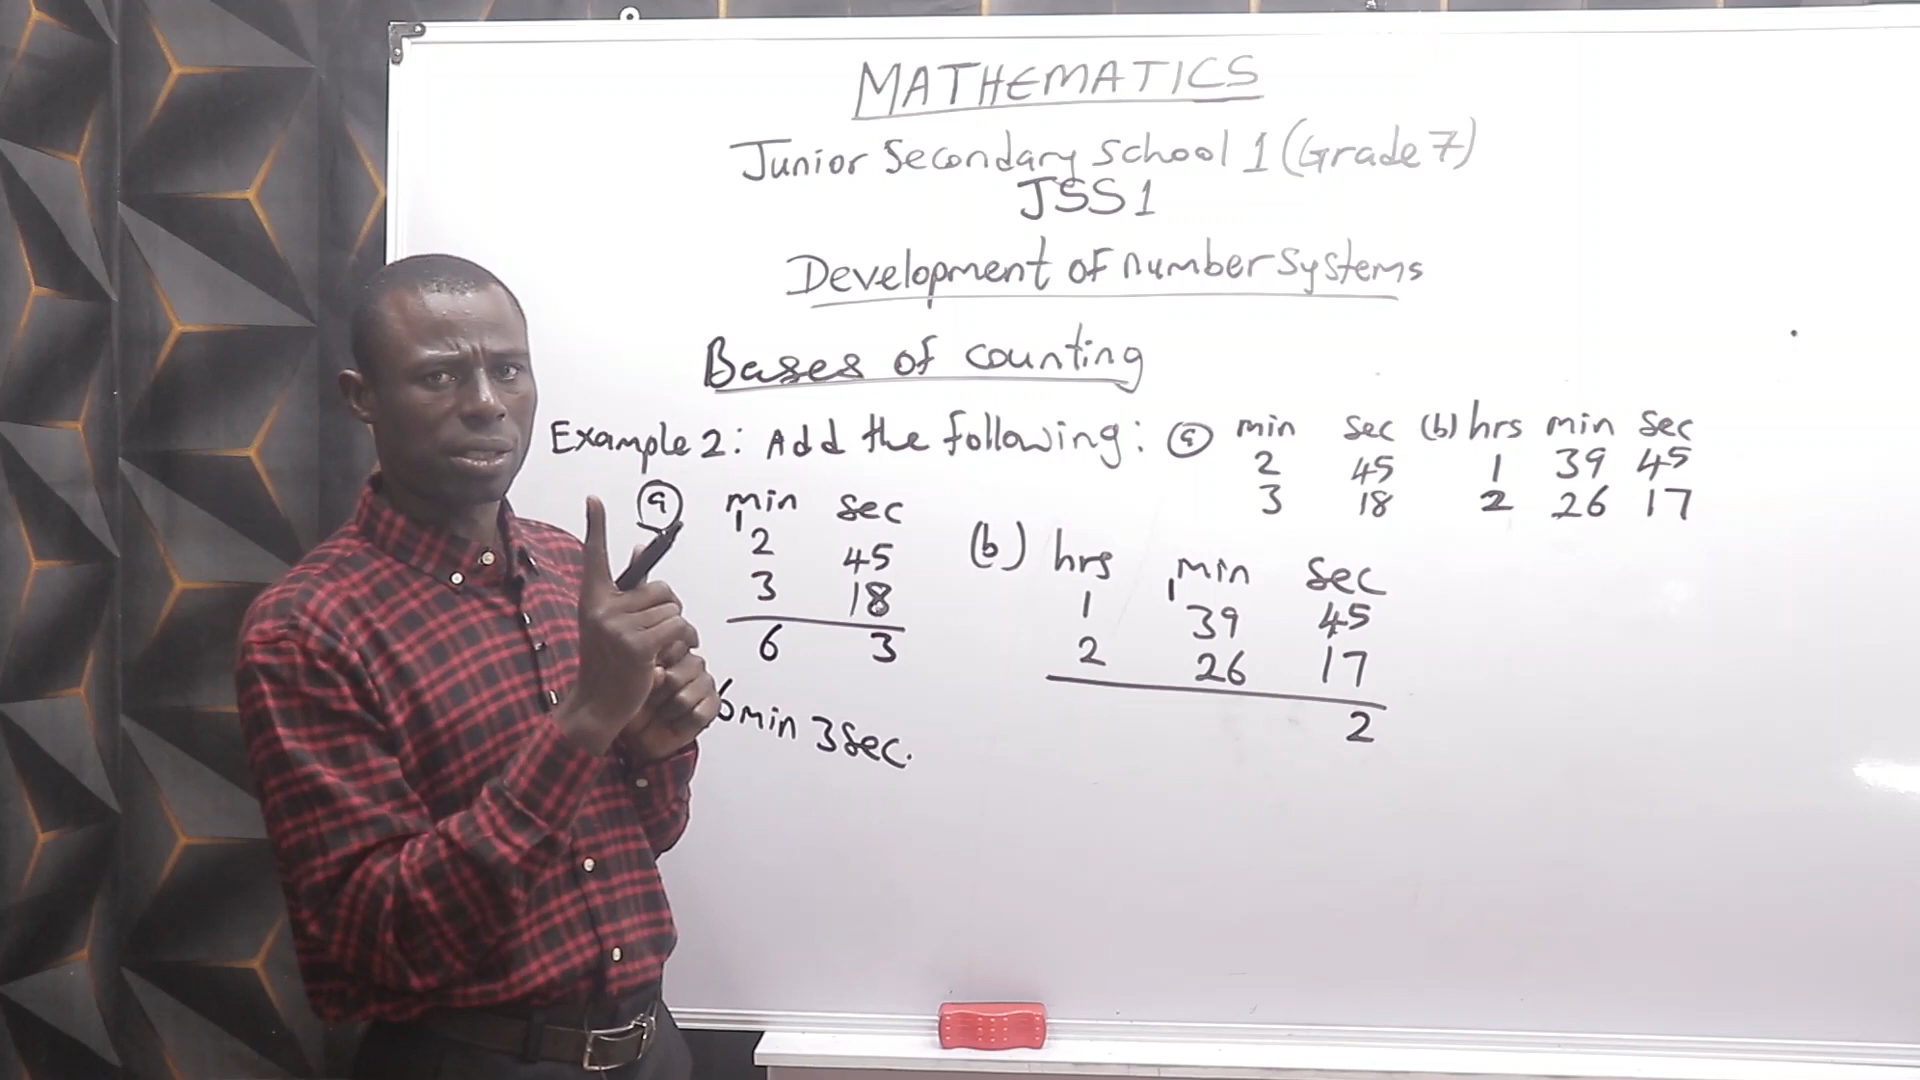 MATHEMATICS
Junior Secondary School 1 (Grade 7)
JSS1
Development of number systems
Bases of counting
Example 2: Add the following: (a) min sec (b) hrs min sec
2 45 1 39 45
3 18 2 26 17
(a) min sec
1
2 45
3 18
6 3
6min 3sec.
(b) hrs min sec
1
1 39 45
2 26 17
2